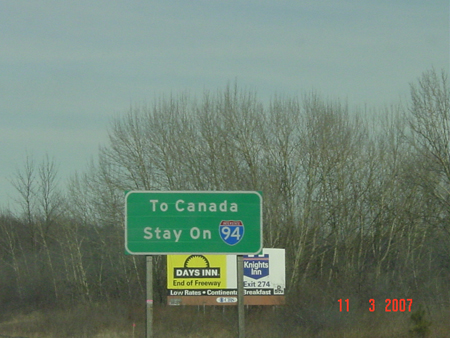 To Canada
Stay On 94
DAYS INN
End of Freeway
Knights Inn
Exit 274
Low Rates • Continental Breakfast
11 3 2007